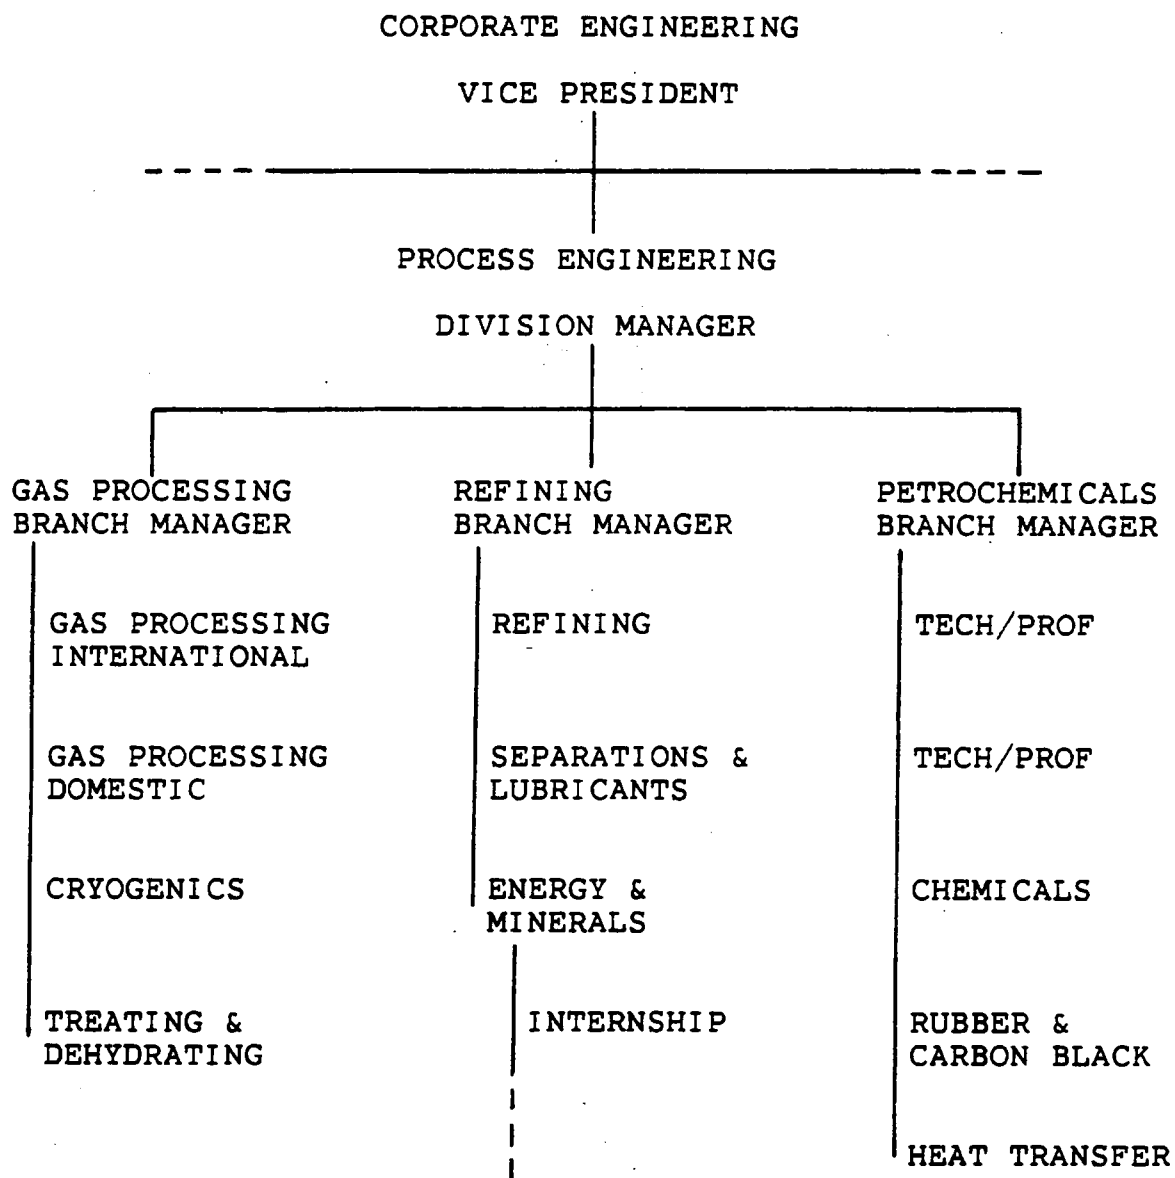 CORPORATE ENGINEERING
VICE PRESIDENT
PROCESS ENGINEERING
DIVISION MANAGER
GAS PROCESSING
BRANCH MANAGER
GAS PROCESSING
INTERNATIONAL
GAS PROCESSING
DOMESTIC
CRYOGENICS
TREATING &
DEHYDRATING
REFINING
BRANCH MANAGER
REFINING
SEPARATIONS &
LUBRICANTS
ENERGY &
MINERALS
INTERNSHIP
PETROCHEMICALS
BRANCH MANAGER
TECH/PROF
TECH/PROF
CHEMICALS
RUBBER &
CARBON BLACK
HEAT TRANSFER